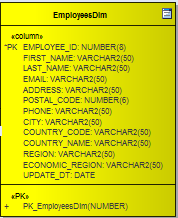 EmployeesDim
«column»
*PK EMPLOYEE_ID: NUMBER(8)
FIRST_NAME: VARCHAR2(50)
LAST_NAME: VARCHAR2(50)
EMAIL: VARCHAR2(50)
ADDRESS: VARCHAR2(50)
POSTAL_CODE: NUMBER(6)
PHONE: VARCHAR2(50)
CITY: VARCHAR2(50)
COUNTRY_CODE: VARCHAR2(50)
COUNTRY_NAME: VARCHAR2(50)
REGION: VARCHAR2(50)
ECONOMIC_REGION: VARCHAR2(50)
UPDATE_DT: DATE
«PK»
+ PK_EmployeesDim(NUMBER)